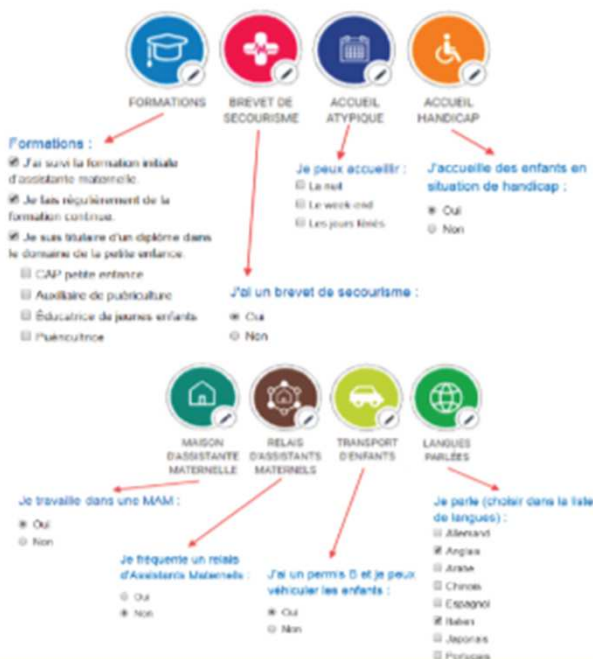 FORMATIONS
BREVET DE
SECOURISME
ACCUEIL
ATYPIQUE
ACCUEIL
HANDICAP
Formations :
J'ai suivi la formation initiale
d'assistante maternelle.
Je fais régulièrement de la
formation continue.
Je suis titulaire d'un diplôme dans
le domaine de la petite enfance.
CAP petite enfance
Auxiliaire de puériculture
Éducatrice de jeunes enfants
Puéricultrice
Je peux accueillir :
La nuit
Le week-end
Les jours fériés
J'accueille des enfants en
situation de handicap :
Oui
Non
J'ai un brevet de secourisme :
Oui
Non
MAISON
D'ASSISTANTE
MATERNELLE
RELAIS
D'ASSISTANTS
MATERNELS
TRANSPORT
D'ENFANTS
LANGUES
PARLÉES
Je travaille dans une MAM :
Oui
Non
Je fréquente un relais
d'Assistants Maternels :
Oui
Non
J'ai un permis B et je peux
véhiculer les enfants :
Oui
Non
Je parle (choisir dans la liste
de langues) :
Allemand
Anglais
Arabe
Chinois
Espagnol
Italien
Japonais
Portugais